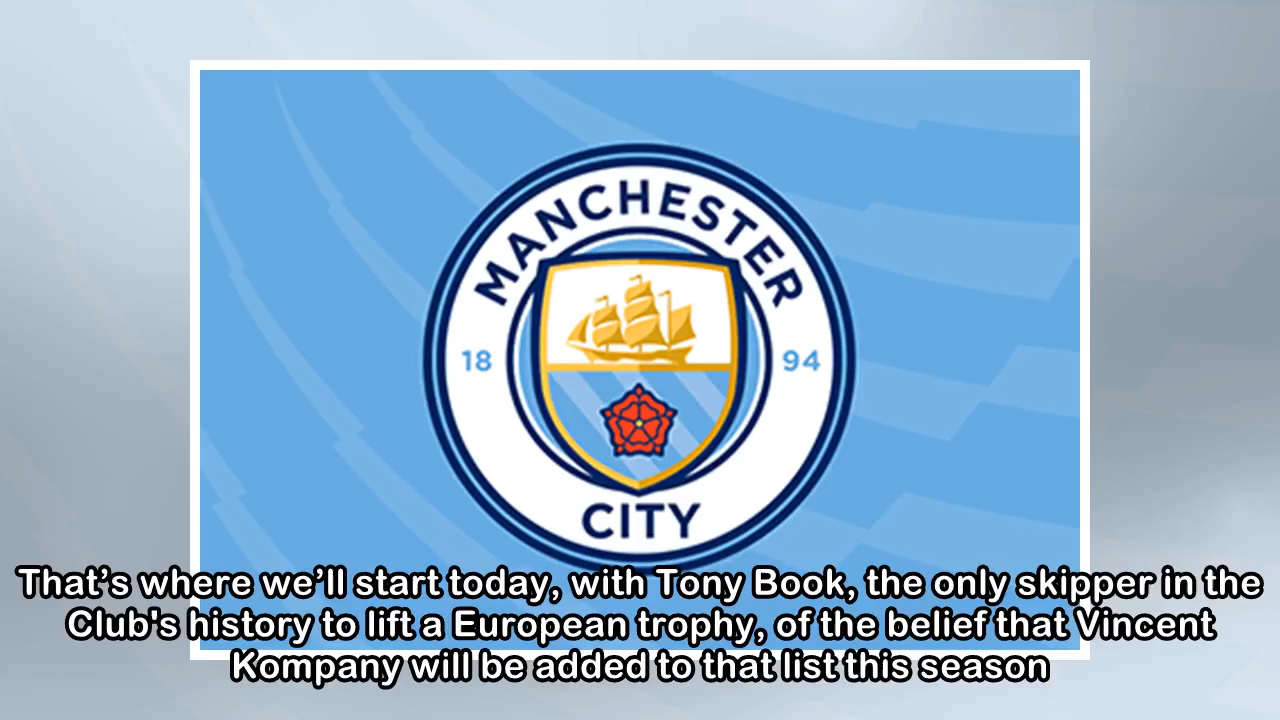 MANCHESTER
18 94
CITY
That’s where we’ll start today, with Tony Book, the only skipper in the
Club's history to lift a European trophy, of the belief that Vincent
Kompany will be added to that list this season